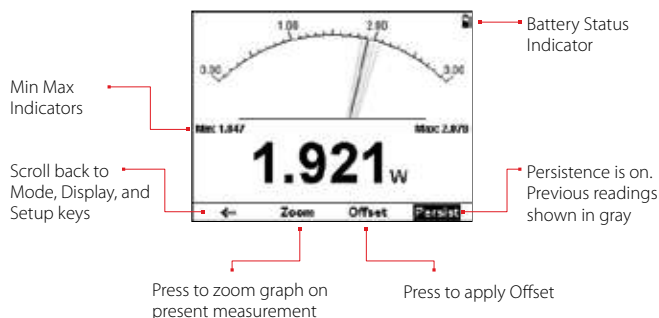 1.00
2.00
0.00
3.00
Battery Status
Indicator
Min Max
Indicators
Min: 1.847
Max: 2.078
1.921 W
Scroll back to
Mode, Display, and
Setup keys
Persistence is on.
Previous readings
shown in gray
Zoom
Offset
Persist
Press to zoom graph on
present measurement
Press to apply Offset